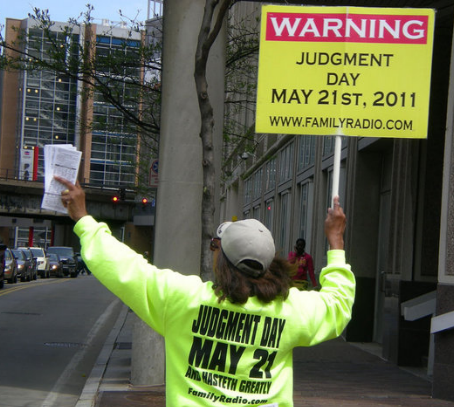 WARNING
JUDGMENT
DAY
MAY 21ST, 2011
WWW.FAMILYRADIO.COM
JUDGMENT DAY
MAY 21
AND HASTETH GREATLY
FamilyRadio.com